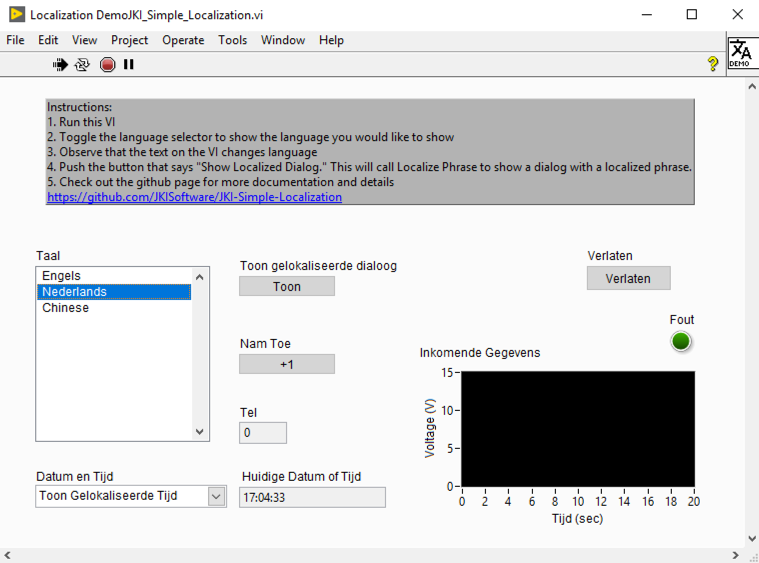 Localization DemoJKI_Simple_Localization.vi
File Edit View Project Operate Tools Window Help
DEMO
Instructions:
1. Run this VI
2. Toggle the language selector to show the language you would like to show
3. Observe that the text on the VI changes language
4. Push the button that says "Show Localized Dialog." This will call Localize Phrase to show a dialog with a localized phrase.
5. Check out the github page for more documentation and details
https://github.com/JKISoftware/JKI-Simple-Localization
Taal
Engels
Nederlands
Chinese
Toon gelokaliseerde dialoog
Toon
Verlaten
Verlaten
Fout
Nam Toe
+1
Tel
0
Inkomende Gegevens
15
10
5
0
Voltage (V)
0 2 4 6 8 10 12 14 16 18 20
Tijd (sec)
Datum en Tijd
Toon Gelokaliseerde Tijd
Huidige Datum of Tijd
17:04:33